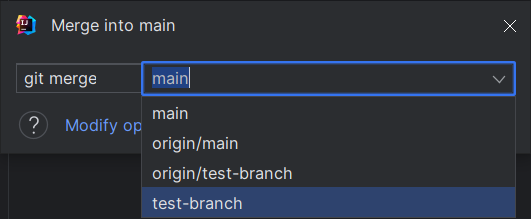 Merge into main
git merge main
? Modify op
main
origin/main
origin/test-branch
test-branch